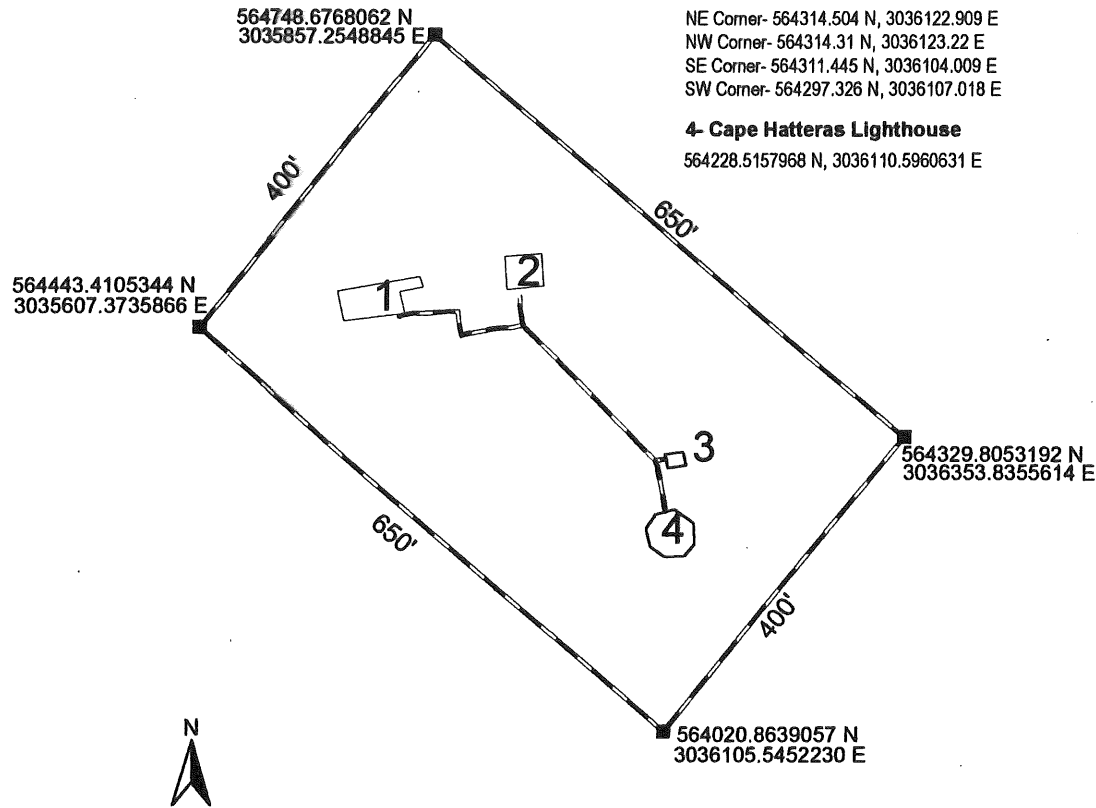 564748.6768062 N
3035857.2548845 E
NE Corner- 564314.504 N, 3036122.909 E
NW Corner- 564314.31 N, 3036123.22 E
SE Corner- 564311.445 N, 3036104.009 E
SW Corner- 564297.326 N, 3036107.018 E
4- Cape Hatteras Lighthouse
564228.5157968 N, 3036110.5960631 E
400'
650'
564443.4105344 N
3035607.3735866 E
1
2
3
564329.8053192 N
3036353.8355614 E
4
650'
400'
564020.8639057 N
3036105.5452230 E
N